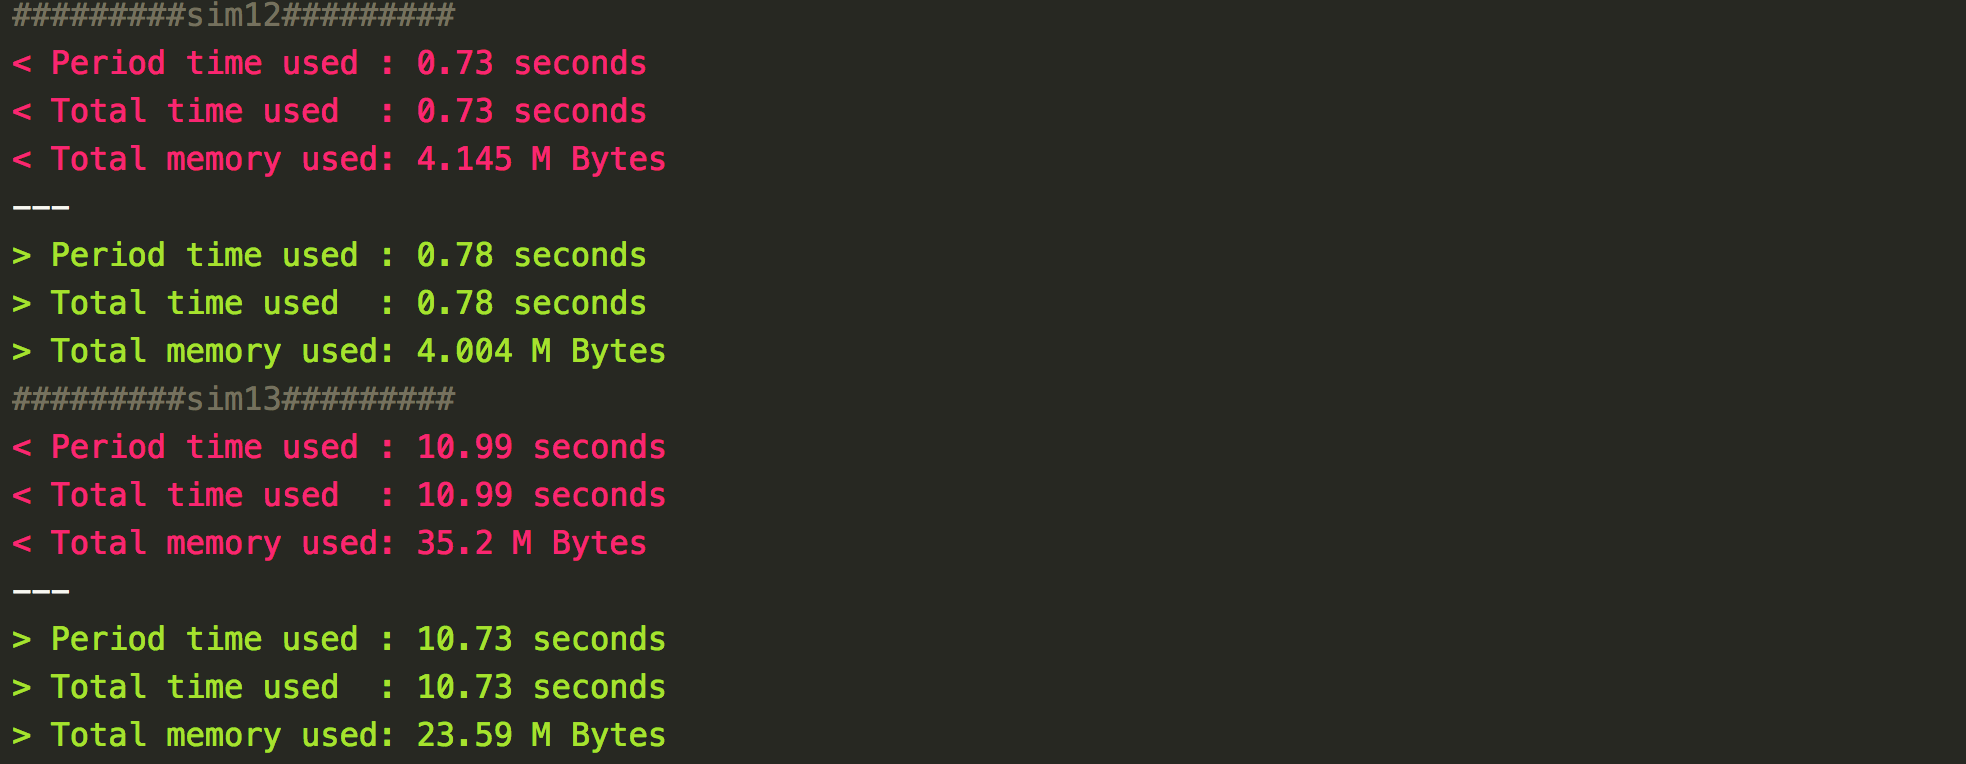 #########sim12#########
< Period time used : 0.73 seconds
< Total time used  : 0.73 seconds
< Total memory used: 4.145 M Bytes
---
> Period time used : 0.78 seconds
> Total time used  : 0.78 seconds
> Total memory used: 4.004 M Bytes
#########sim13#########
< Period time used : 10.99 seconds
< Total time used  : 10.99 seconds
< Total memory used: 35.2 M Bytes
---
> Period time used : 10.73 seconds
> Total time used  : 10.73 seconds
> Total memory used: 23.59 M Bytes